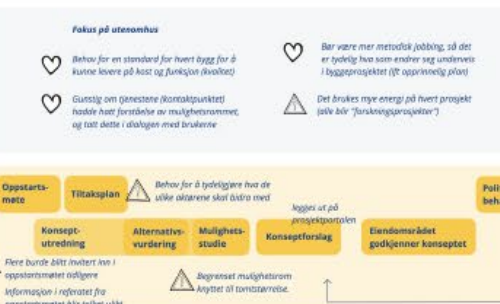 Fokus på utenomhus
Behov for en standard for hvert bygg for å
kunne levere på kost og funksjon (kvalitet)
Gunstig om tjenestene (kontaktpunktet)
hadde hatt forståelse av mulighetsrommet,
og tatt dette i dialogen med brukerne
Bør være mer metodisk jobbing, så det
er tydelig hva som endrer seg underveis
i byggeprosjektet (ift opprinnelig plan)
Det brukes mye energi på hvert prosjekt
(alle blir "forskningsprosjekter")
Oppstarts-
møte
Tiltaksplan
Behov for å tydeligjøre hva de
ulike aktørene skal bidra med
legges ut på
prosjektportalen
Konsept-
utredning
Alternativs-
vurdering
Mulighets-
studie
Konseptforslag
Eiendomsrådet
godkjenner konseptet
Flere burde blitt invitert inn i
oppstartsmøtet tidligere
Begrenset mulighetsrom
knyttet til tomtstørrelse.
Informasjon i referatet fra